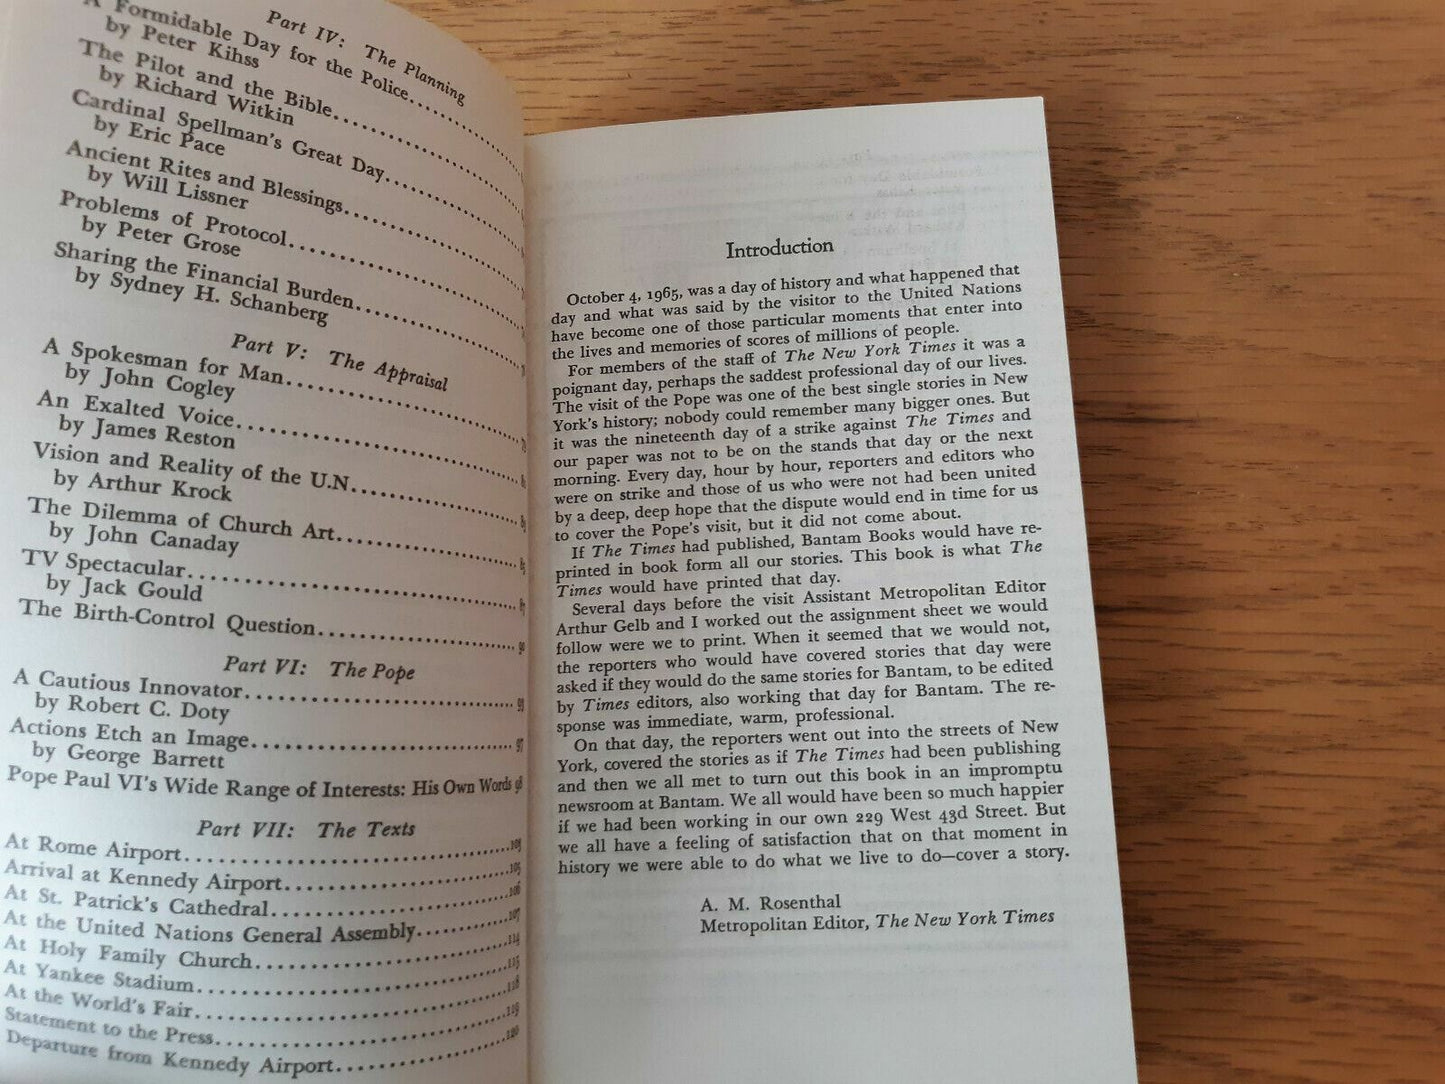 Part IV: The Planning
A Formidable Day for the Police
by Peter Kihss
The Pilot and the Bible
by Richard Witkin
Cardinal Spellman's Great Day
by Eric Pace
Ancient Rites and Blessings
by Will Lissner
Problems of Protocol
by Peter Grose
Sharing the Financial Burden
by Sydney H. Schanberg
Part V: The Appraisal
A Spokesman for Man
by John Cogley
An Exalted Voice
by James Reston
Vision and Reality of the U.N.
by Arthur Krock
The Dilemma of Church Art
by John Canaday
TV Spectacular 87
by Jack Gould
The Birth-Control Question 90
Part VI: The Pope
A Cautious Innovator 93
by Robert C. Doty
Actions Etch an Image 97
by George Barrett
Pope Paul VI's Wide Range of Interests: His Own Words 98
Part VII: The Texts
At Rome Airport
Arrival at Kennedy Airport 105
At St. Patrick's Cathedral 106
At the United Nations General Assembly 107
At Holy Family Church 114
At Yankee Stadium 115
At the World's Fair 118
Statement to the Press 119
Departure from Kennedy Airport 120
Introduction
October 4, 1965, was a day of history and what happened that
day and what was said by the visitor to the United Nations
have become one of those particular moments that enter into
the lives and memories of scores of millions of people.
For members of the staff of The New York Times it was a
poignant day, perhaps the saddest professional day of our lives.
The visit of the Pope was one of the best single stories in New
York's history; nobody could remember many bigger ones. But
it was the nineteenth day of a strike against The Times and
our paper was not to be on the stands that day or the next
morning. Every day, hour by hour, reporters and editors who
were on strike and those of us who were not had been united
by a deep, deep hope that the dispute would end in time for us
to cover the Pope's visit, but it did not come about.
If The Times had published, Bantam Books would have re-
printed in book form all our stories. This book is what The
Times would have printed that day.
Several days before the visit Assistant Metropolitan Editor
Arthur Gelb and I worked out the assignment sheet we would
follow were we to print. When it seemed that we would not,
the reporters who would have covered stories that day were
asked if they would do the same stories for Bantam, to be edited
by Times editors, also working that day for Bantam. The re-
sponse was immediate, warm, professional.
On that day, the reporters went out into the streets of New
York, covered the stories as if The Times had been publishing
and then we all met to turn out this book in an impromptu
newsroom at Bantam. We all would have been so much happier
if we had been working in our own 229 West 43d Street. But
we all have a feeling of satisfaction that on that moment in
history we were able to do what we live to do—cover a story.
A. M. Rosenthal
Metropolitan Editor, The New York Times